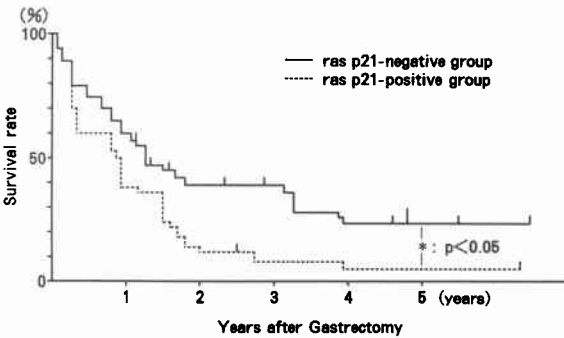 (%)
100
ras p21-negative group
ras p21-positive group
50
Survival rate
*: p<0.05
0
1 2 3 4 5 (years)
Years after Gastrectomy